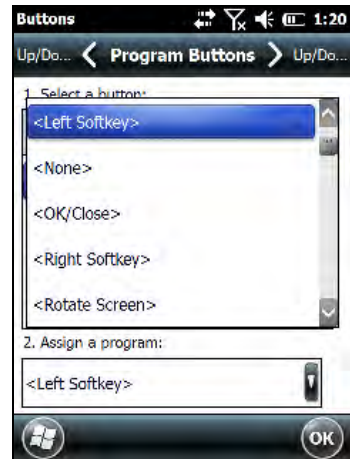 Buttons 1:20
Up/Do... Program Buttons Up/Do...
1. Select a button:
<Left Softkey>
<None>
<OK/Close>
<Right Softkey>
<Rotate Screen>
2. Assign a program:
<Left Softkey>
OK